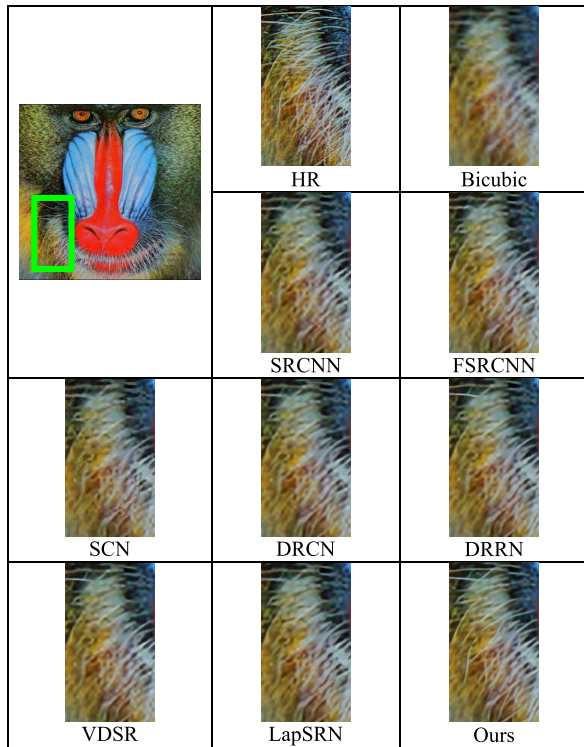 HR
Bicubic
SRCNN
FSRCNN
SCN
DRCN
DRRN
VDSR
LapSRN
Ours